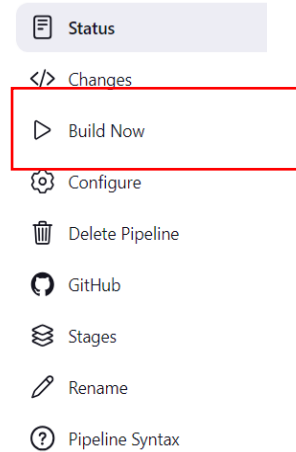 Status
Changes
Build Now
Configure
Delete Pipeline
GitHub
Stages
Rename
Pipeline Syntax